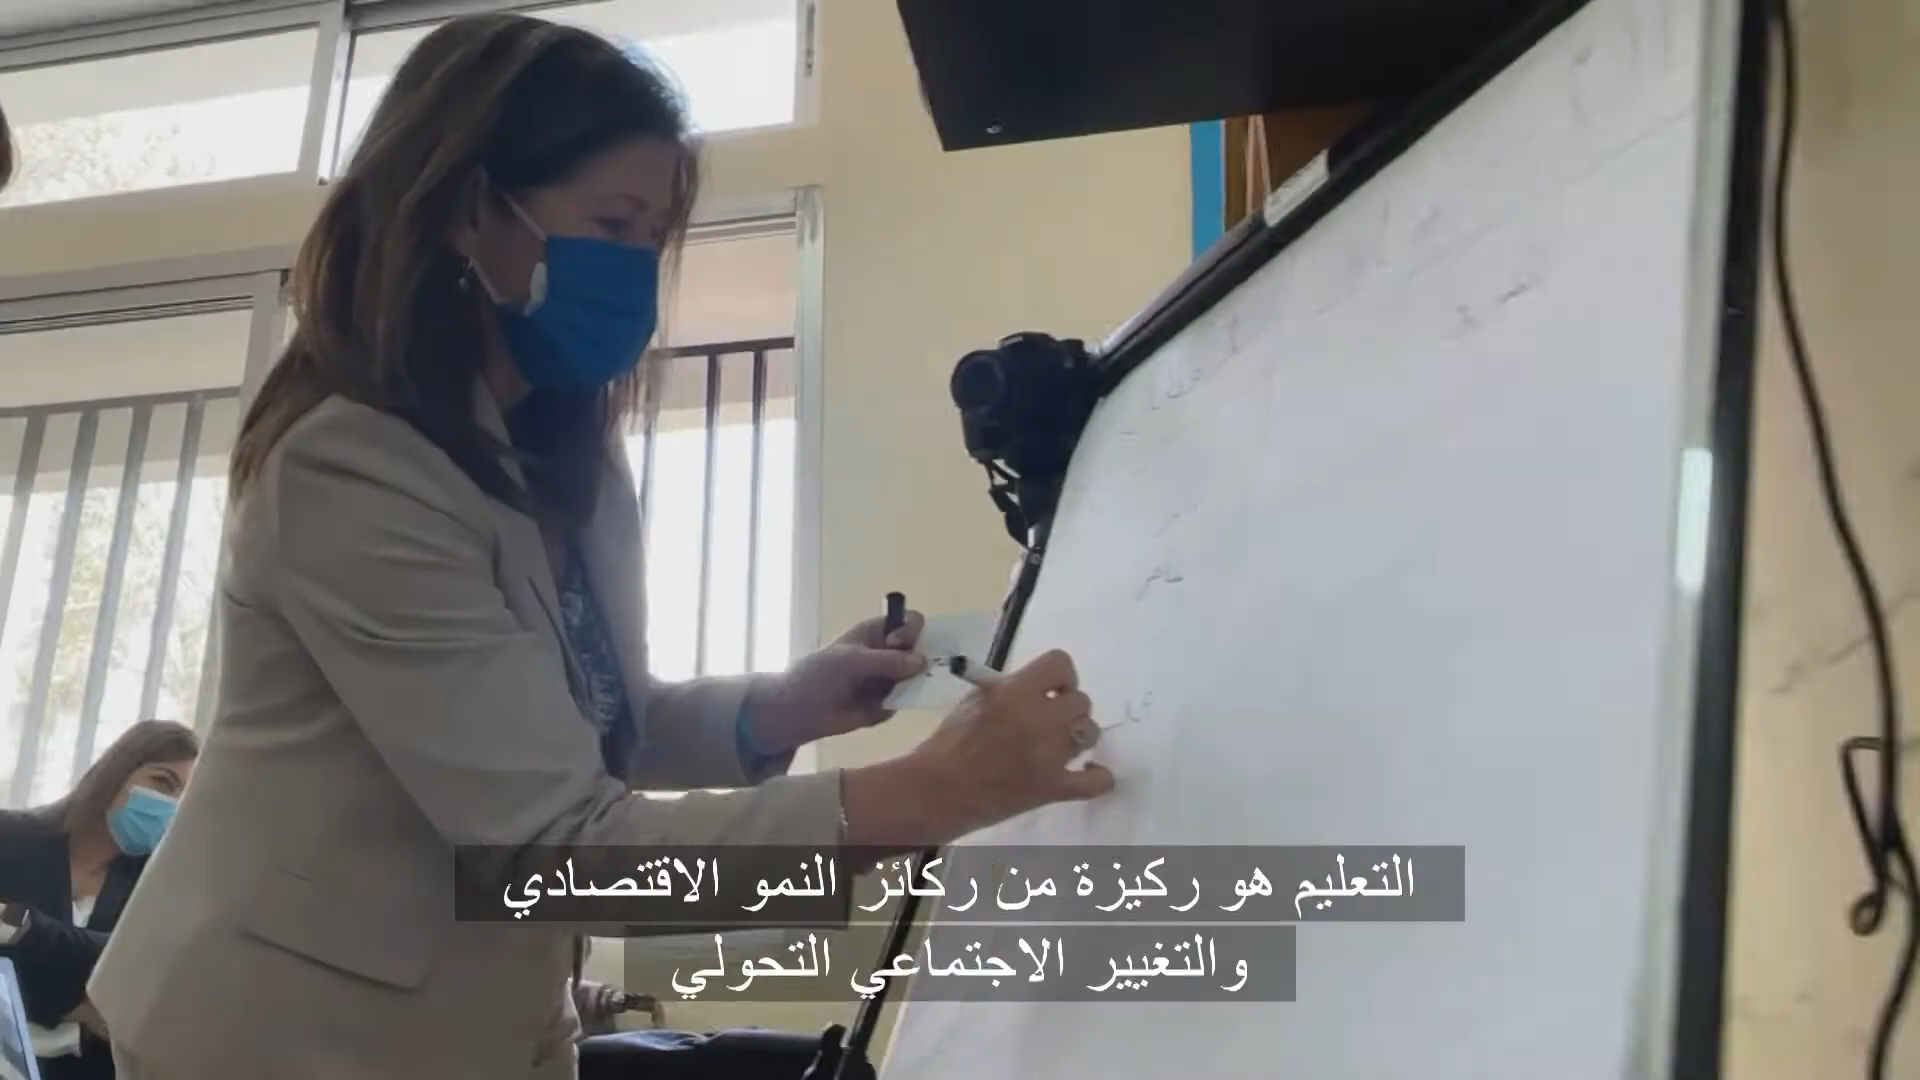 التعليم هو ركيزة من ركائز النمو الاقتصادي
والتغيير الاجتماعي التحولي